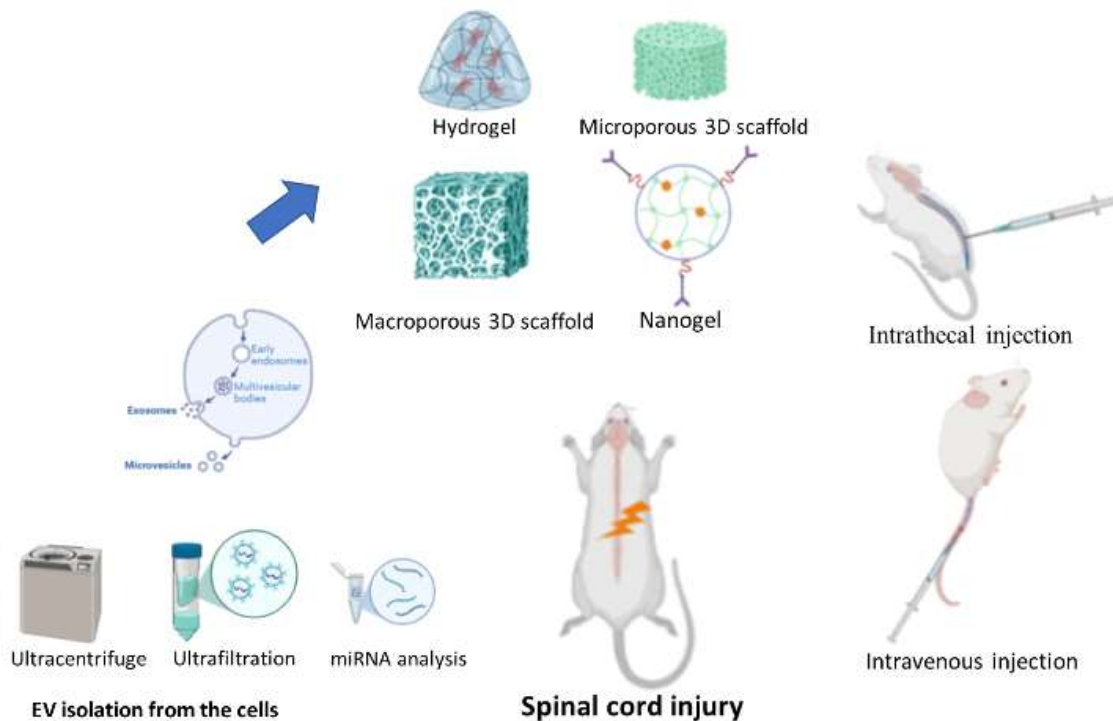 Hydrogel
Microporous 3D scaffold
Macroporous 3D scaffold
Nanogel
Intrathecal injection
Early
endosomes
Multivesicular
bodies
Exosomes
Microvesicles
Ultracentrifuge
Ultrafiltration
miRNA analysis
Intravenous injection
EV isolation from the cells
Spinal cord injury